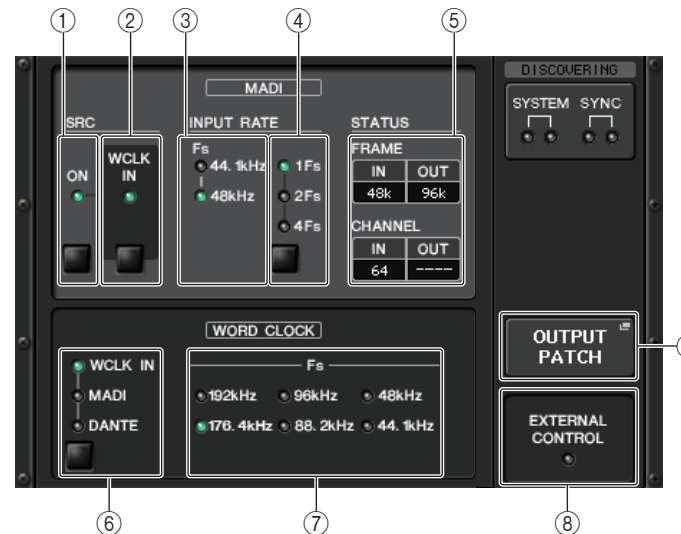 ① ② ③ ④ ⑤
MADI
DISCOVERING
SYSTEM SYNC
SRC
ON
WCLK
IN
INPUT RATE
Fs
44.1kHz
48kHz
1Fs
2Fs
4Fs
STATUS
FRAME
IN OUT
48k 96k
CHANNEL
IN OUT
64 ----
WORD CLOCK
WCLK IN
MADI
DANTE
Fs
192kHz 96kHz 48kHz
176.4kHz 88.2kHz 44.1kHz
OUTPUT
PATCH
EXTERNAL
CONTROL
⑥ ⑦ ⑧